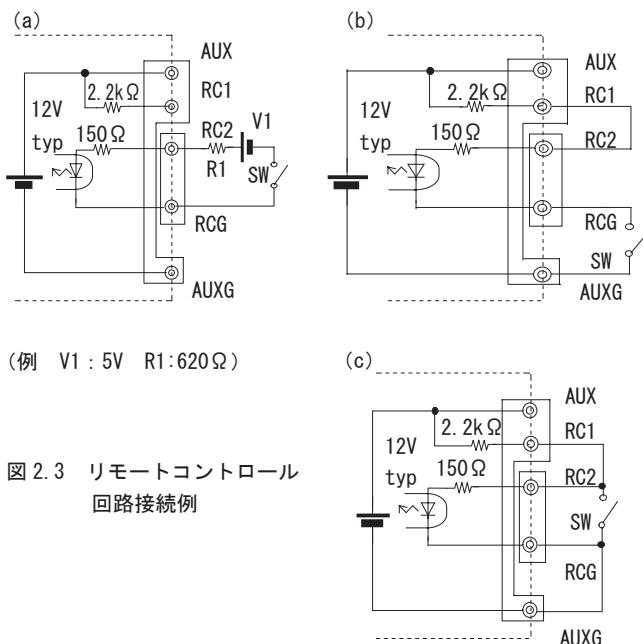 (a)
AUX
RC1
2.2kΩ
12V
typ
150Ω
RC2
V1
R1
SW
RCG
AUXG
(b)
AUX
RC1
2.2kΩ
12V
typ
150Ω
RC2
RCG
SW
AUXG
(例 V1：5V R1:620Ω)
(c)
AUX
RC1
2.2kΩ
12V
typ
150Ω
RC2
SW
RCG
AUXG
図2.3 リモートコントロール
回路接続例